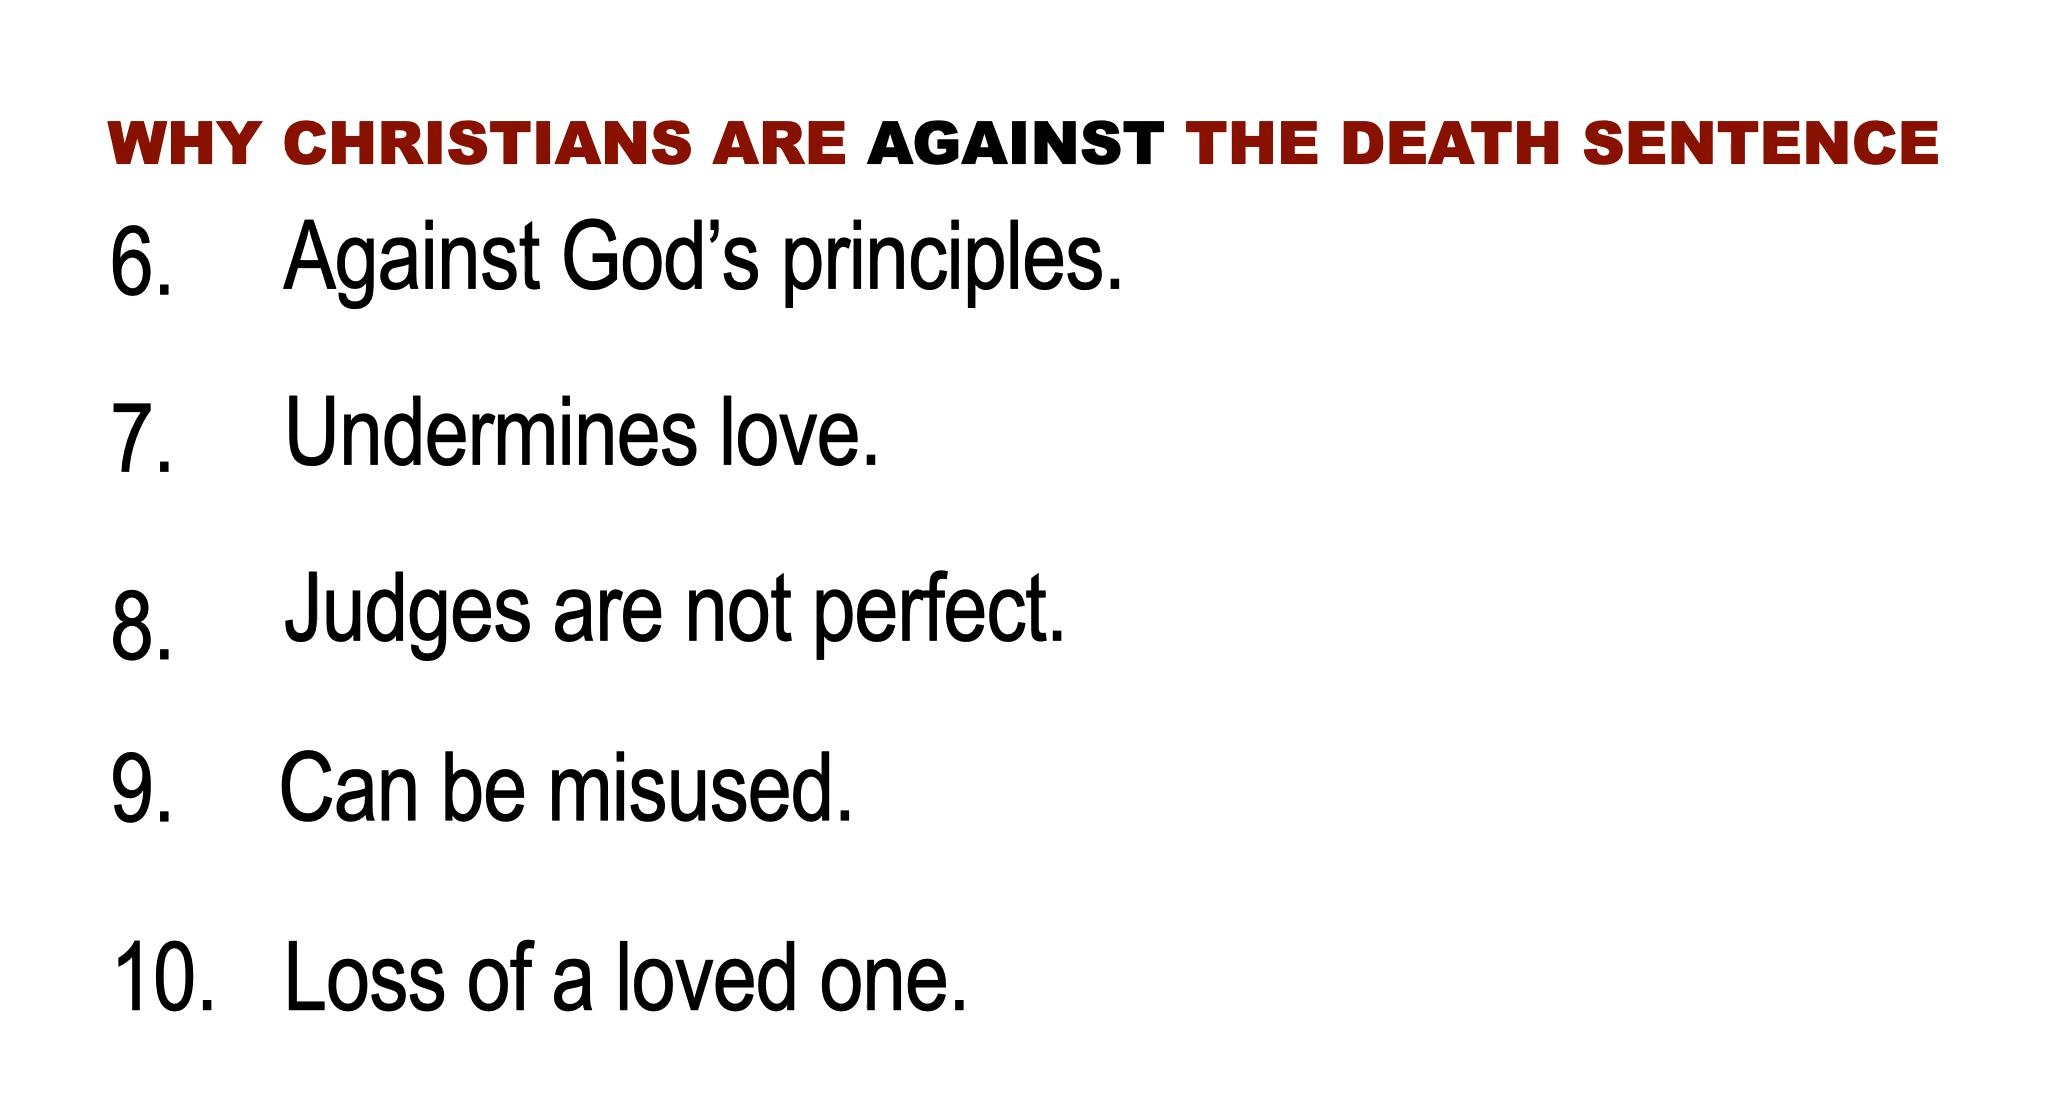 WHY CHRISTIANS ARE AGAINST THE DEATH SENTENCE
6. Against God’s principles.
7. Undermines love.
8. Judges are not perfect.
9. Can be misused.
10. Loss of a loved one.